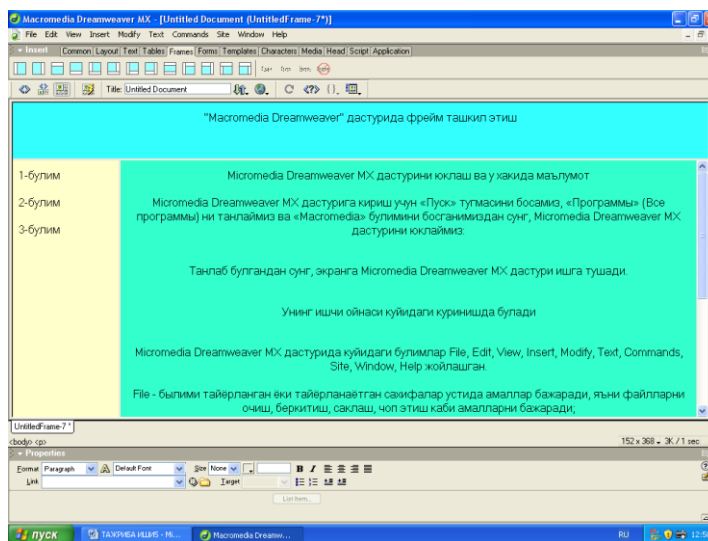 Macromedia Dreamweaver MX - [Untitled Document (UntitledFrame-7*)]
File Edit View Insert Modify Text Commands Site Window Help
Insert Common Layout Text Tables Frames Forms Templates Characters Media Head Script Application
Title: Untitled Document
"Macromedia Dreamweaver" дастурида фрейм ташкил этиш
1-булим
2-булим
3-булим
Micromedia Dreamweaver MX дастурини юклаш ва у хакида маълумот
Micromedia Dreamweaver MX дастурига кириш учун «Пуск» тугмасини босамиз, «Программы» (Все
программы) ни танлаймиз ва «Macromedia» булимини босганимиздан сунг, Micromedia Dreamweaver MX
дастурини юклаймиз:
Танлаб булгандан сунг, экранга Micromedia Dreamweaver MX дастури ишга тушади.
Унинг ишчи ойнаси куйидаги куринишда булади
Micromedia Dreamweaver MX дастурида куйидаги булимлар File, Edit, View, Insert, Modify, Text, Commands,
Site, Window, Help жойлашган.
File - былими тайёрланган ёки тайёрланаётган сахифалар устида амаллар бажаради, яъни файлларни
очиш, беркитиш, саклаш, чоп этиш каби амалларни бажаради;
UntitledFrame-7*
<body> <p> 152 x 368 3K / 1 sec
Properties
Format Paragraph Default Font Size None B I
Link Target
List Item...
пуск ТАЖРИБА ИШИ5 - Mi... Macromedia Dreamw... RU 12:50